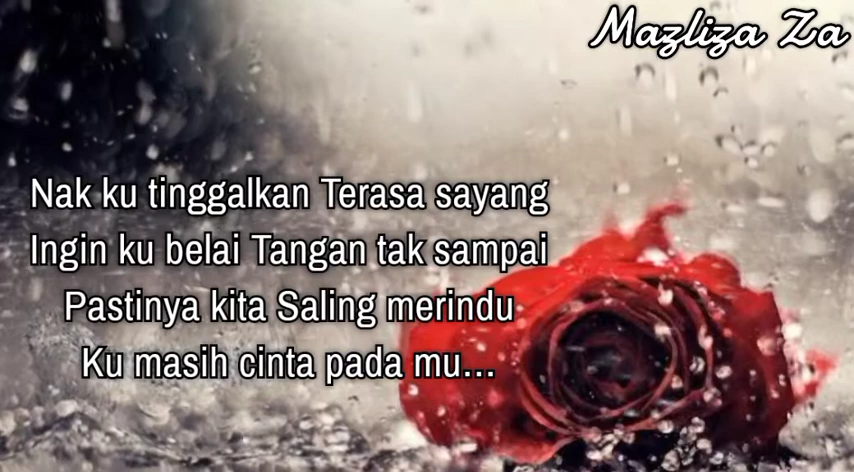 Mazliza Za
Nak ku tinggalkan Terasa sayang
Ingin ku belai Tangan tak sampai
Pastinya kita Saling merindu
Ku masih cinta pada mu...